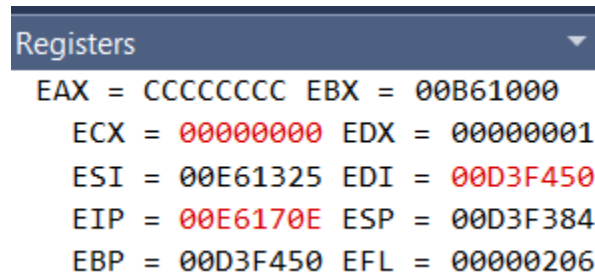 Registers
EAX = CCCCCCCC EBX = 00B61000
ECX = 00000000 EDX = 00000001
ESI = 00E61325 EDI = 00D3F450
EIP = 00E6170E ESP = 00D3F384
EBP = 00D3F450 EFL = 00000206